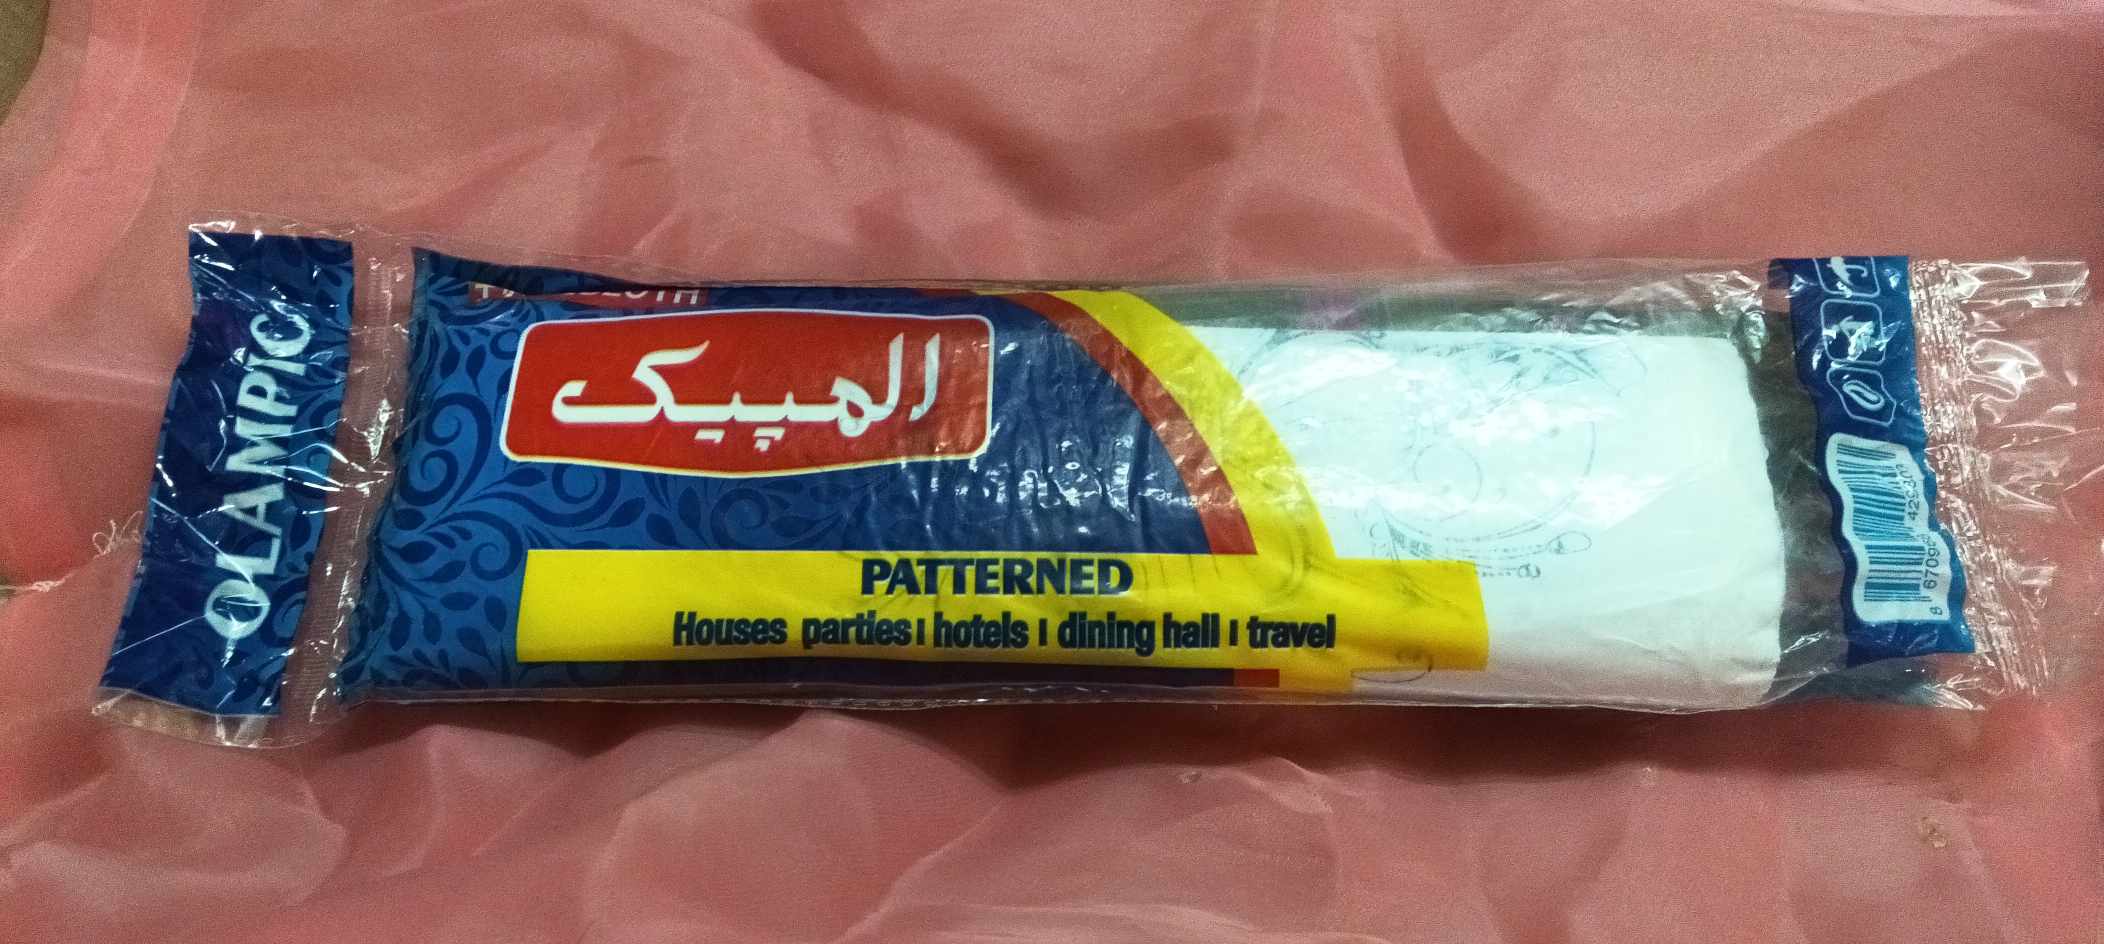 OLAMPIC
المپیک
PATTERNED
Houses parties | hotels | dining hall | travel